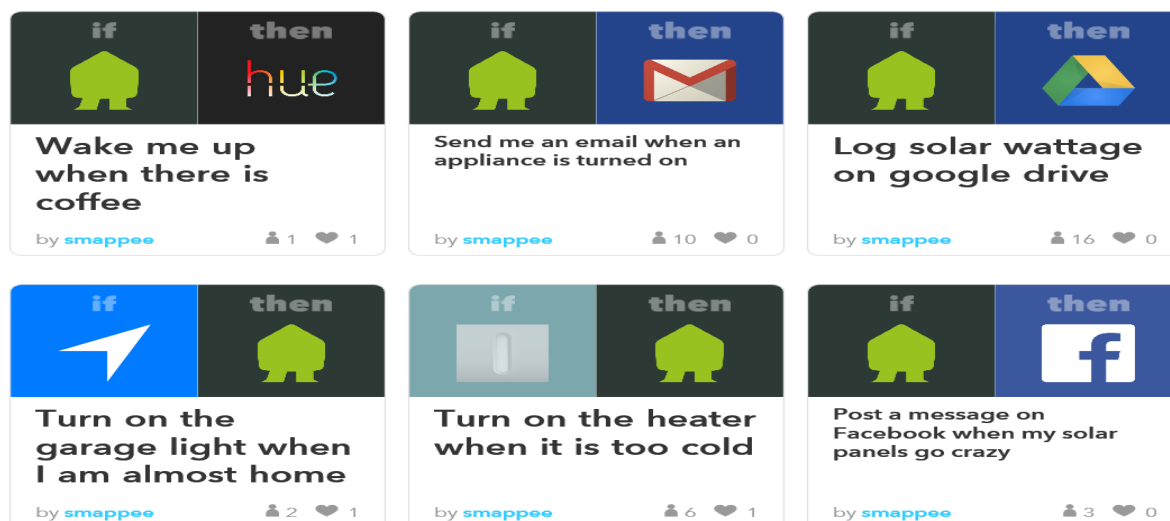 if then
hue
Wake me up
when there is
coffee
by smappee 1 1
if then
Send me an email when an
appliance is turned on
by smappee 10 0
if then
Log solar wattage
on google drive
by smappee 16 0
if then
Turn on the
garage light when
I am almost home
by smappee 2 1
if then
Turn on the heater
when it is too cold
by smappee 6 1
if then
f
Post a message on
Facebook when my solar
panels go crazy
by smappee 3 0